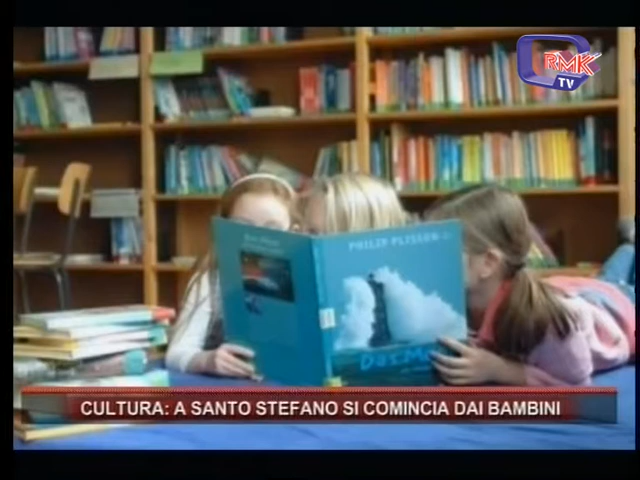 RMK
TV
PHILIP PLISSON
CULTURA: A SANTO STEFANO SI COMINCIA DAI BAMBINI